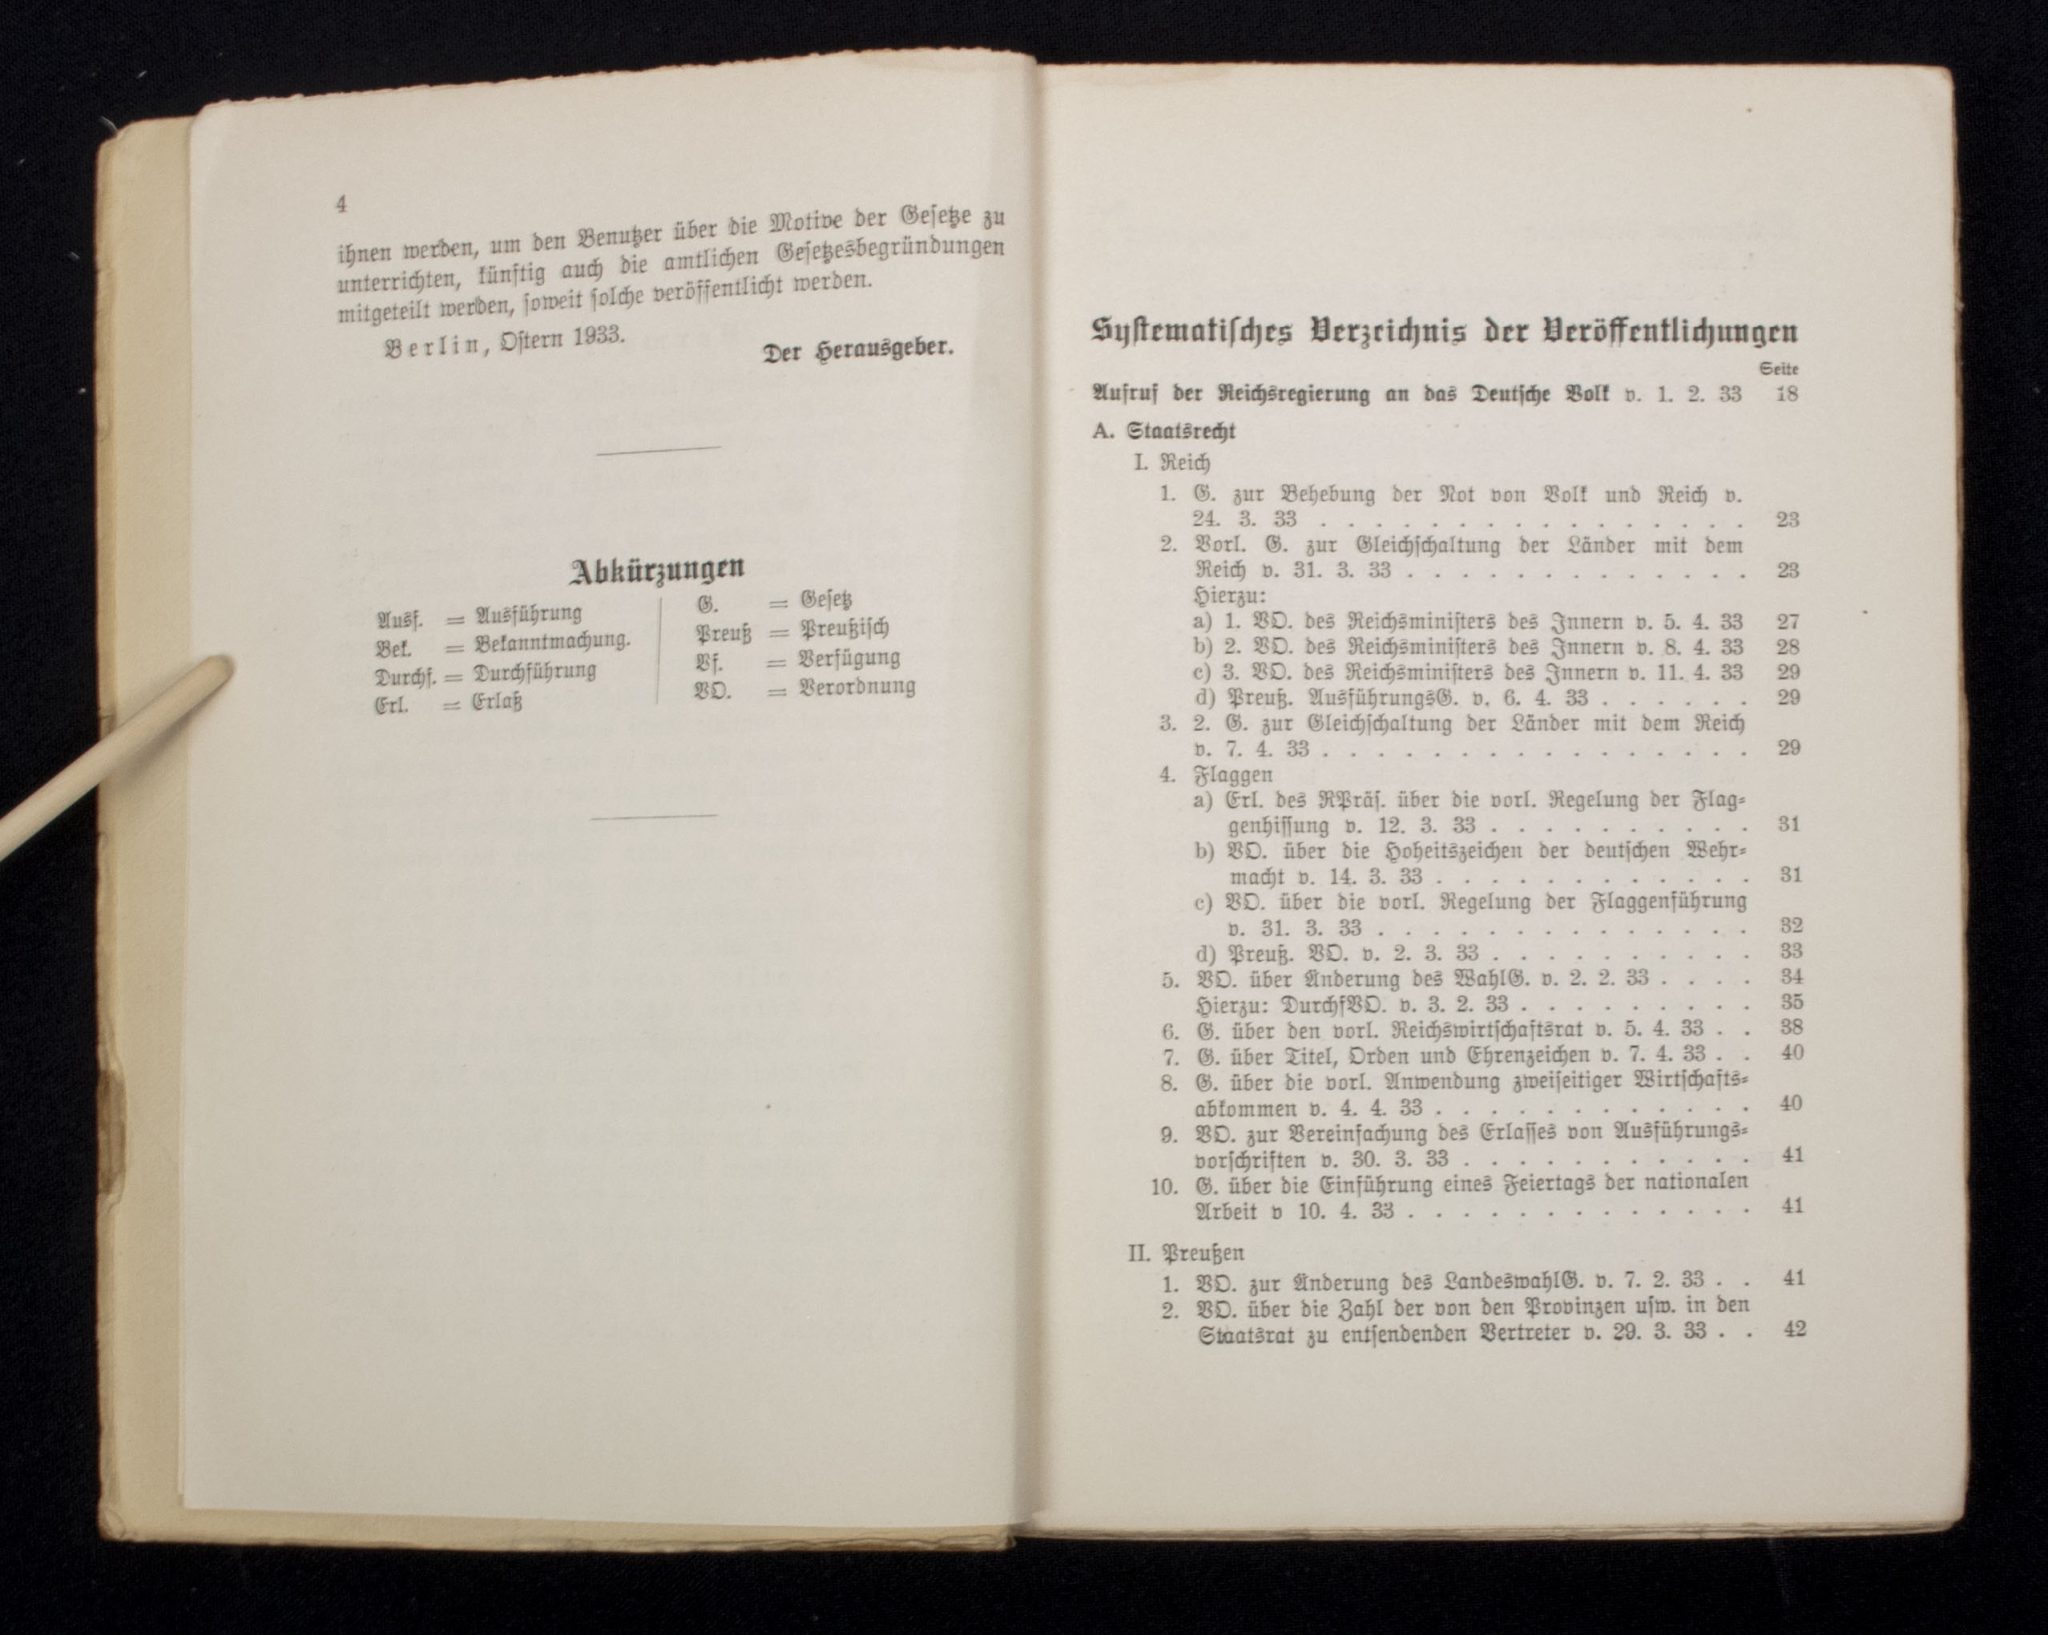 4
ihnen werden, um den Benutzer über die Motive der Gesetze zu
unterrichten, künftig auch die amtlichen Gesetzesbegründungen
mitgeteilt werden, soweit solche veröffentlicht werden.
Berlin, Ostern 1933.
Der Herausgeber.
Abkürzungen
Ausf. = Ausführung
Bek. = Bekanntmachung.
Durchf. = Durchführung
Erl. = Erlaß
G. = Gesetz
Preuß = Preußisch
Vf. = Verfügung
VO. = Verordnung
Systematisches Verzeichnis der Veröffentlichungen
Seite
Aufruf der Reichsregierung an das Deutsche Volk v. 1. 2. 33 18
A. Staatsrecht
I. Reich
1. G. zur Behebung der Not von Volk und Reich v.
24. 3. 33 . . . . . . . . . . . . . . . . 23
2. Vorl. G. zur Gleichschaltung der Länder mit dem
Reich v. 31. 3. 33 . . . . . . . . . . . . . 23
Hierzu:
a) 1. VO. des Reichsministers des Innern v. 5. 4. 33 27
b) 2. VO. des Reichsministers des Innern v. 8. 4. 33 28
c) 3. VO. des Reichsministers des Innern v. 11. 4. 33 29
d) Preuß. AusführungsG. v. 6. 4. 33 . . . . . . 29
3. 2. G. zur Gleichschaltung der Länder mit dem Reich
v. 7. 4. 33 . . . . . . . . . . . . . . . . 29
4. Flaggen
a) Erl. des RPräs. über die vorl. Regelung der Flag-
genhissung v. 12. 3. 33 . . . . . . . . . . 31
b) VO. über die Hoheitszeichen der deutschen Wehr-
macht v. 14. 3. 33 . . . . . . . . . . . . 31
c) VO. über die vorl. Regelung der Flaggenführung
v. 31. 3. 33 . . . . . . . . . . . . . . 32
d) Preuß. VO. v. 2. 3. 33 . . . . . . . . . . 33
5. VO. über Änderung des WahlG. v. 2. 2. 33 . . . . 34
Hierzu: DurchfVO. v. 3. 2. 33 . . . . . . . . . 35
6. G. über den vorl. Reichswirtschaftsrat v. 5. 4. 33 . . 38
7. G. über Titel, Orden und Ehrenzeichen v. 7. 4. 33 . . 40
8. G. über die vorl. Anwendung zweiseitiger Wirtschafts-
abkommen v. 4. 4. 33 . . . . . . . . . . . . 40
9. VO. zur Vereinfachung des Erlasses von Ausführungs-
vorschriften v. 30. 3. 33 . . . . . . . . . . . 41
10. G. über die Einführung eines Feiertags der nationalen
Arbeit v 10. 4. 33 . . . . . . . . . . . . . 41
II. Preußen
1. VO. zur Änderung des LandeswahlG. v. 7. 2. 33 . . 41
2. VO. über die Zahl der von den Provinzen usw. in den
Staatsrat zu entsendenden Vertreter v. 29. 3. 33 . . 42